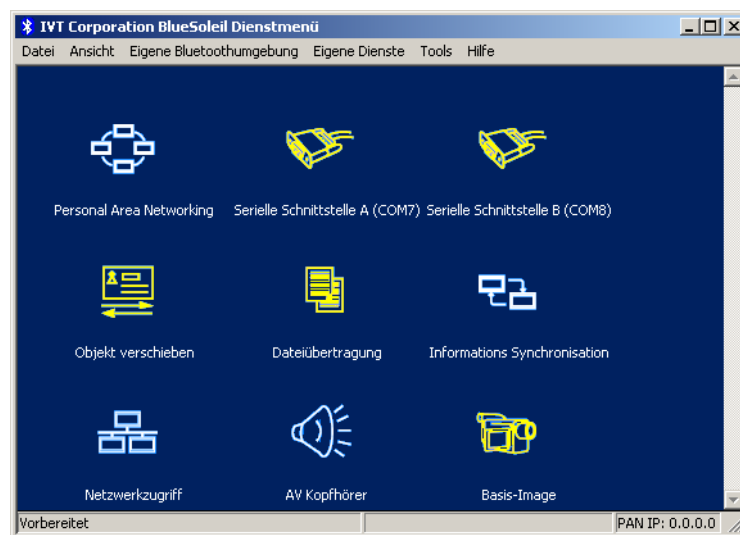 IVT Corporation BlueSoleil Dienstmenü
Datei Ansicht Eigene Bluetoothumgebung Eigene Dienste Tools Hilfe
Personal Area Networking Serielle Schnittstelle A (COM7) Serielle Schnittstelle B (COM8)
Objekt verschieben Dateiübertragung Informations Synchronisation
Netzwerkzugriff AV Kopfhörer Basis-Image
Vorbereitet PAN IP: 0.0.0.0